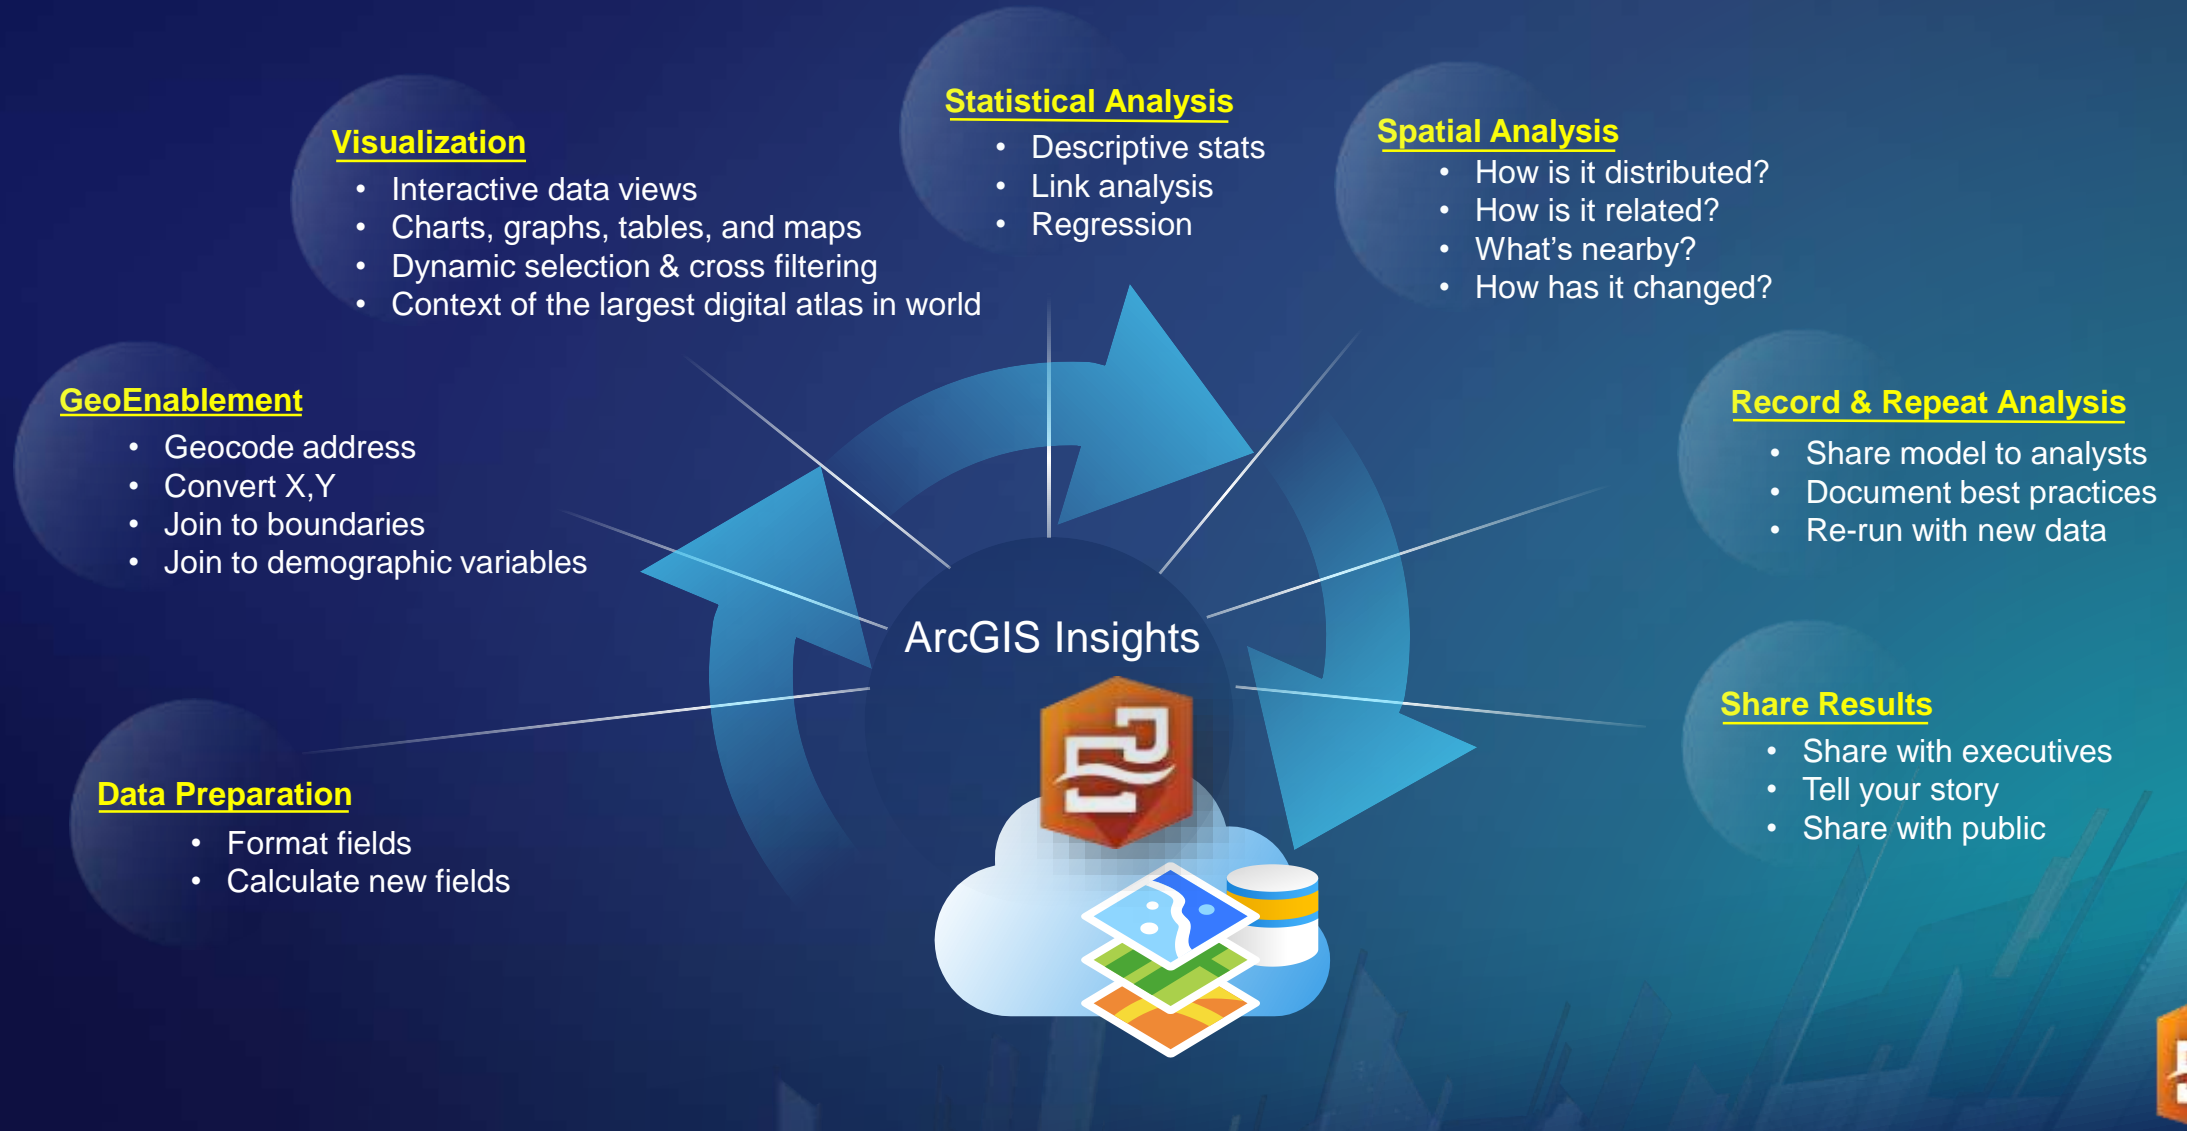 Statistical Analysis
• Descriptive stats
• Link analysis
• Regression
Visualization
• Interactive data views
• Charts, graphs, tables, and maps
• Dynamic selection & cross filtering
• Context of the largest digital atlas in world
Spatial Analysis
• How is it distributed?
• How is it related?
• What’s nearby?
• How has it changed?
GeoEnablement
• Geocode address
• Convert X,Y
• Join to boundaries
• Join to demographic variables
Record & Repeat Analysis
• Share model to analysts
• Document best practices
• Re-run with new data
ArcGIS Insights
Data Preparation
• Format fields
• Calculate new fields
Share Results
• Share with executives
• Tell your story
• Share with public